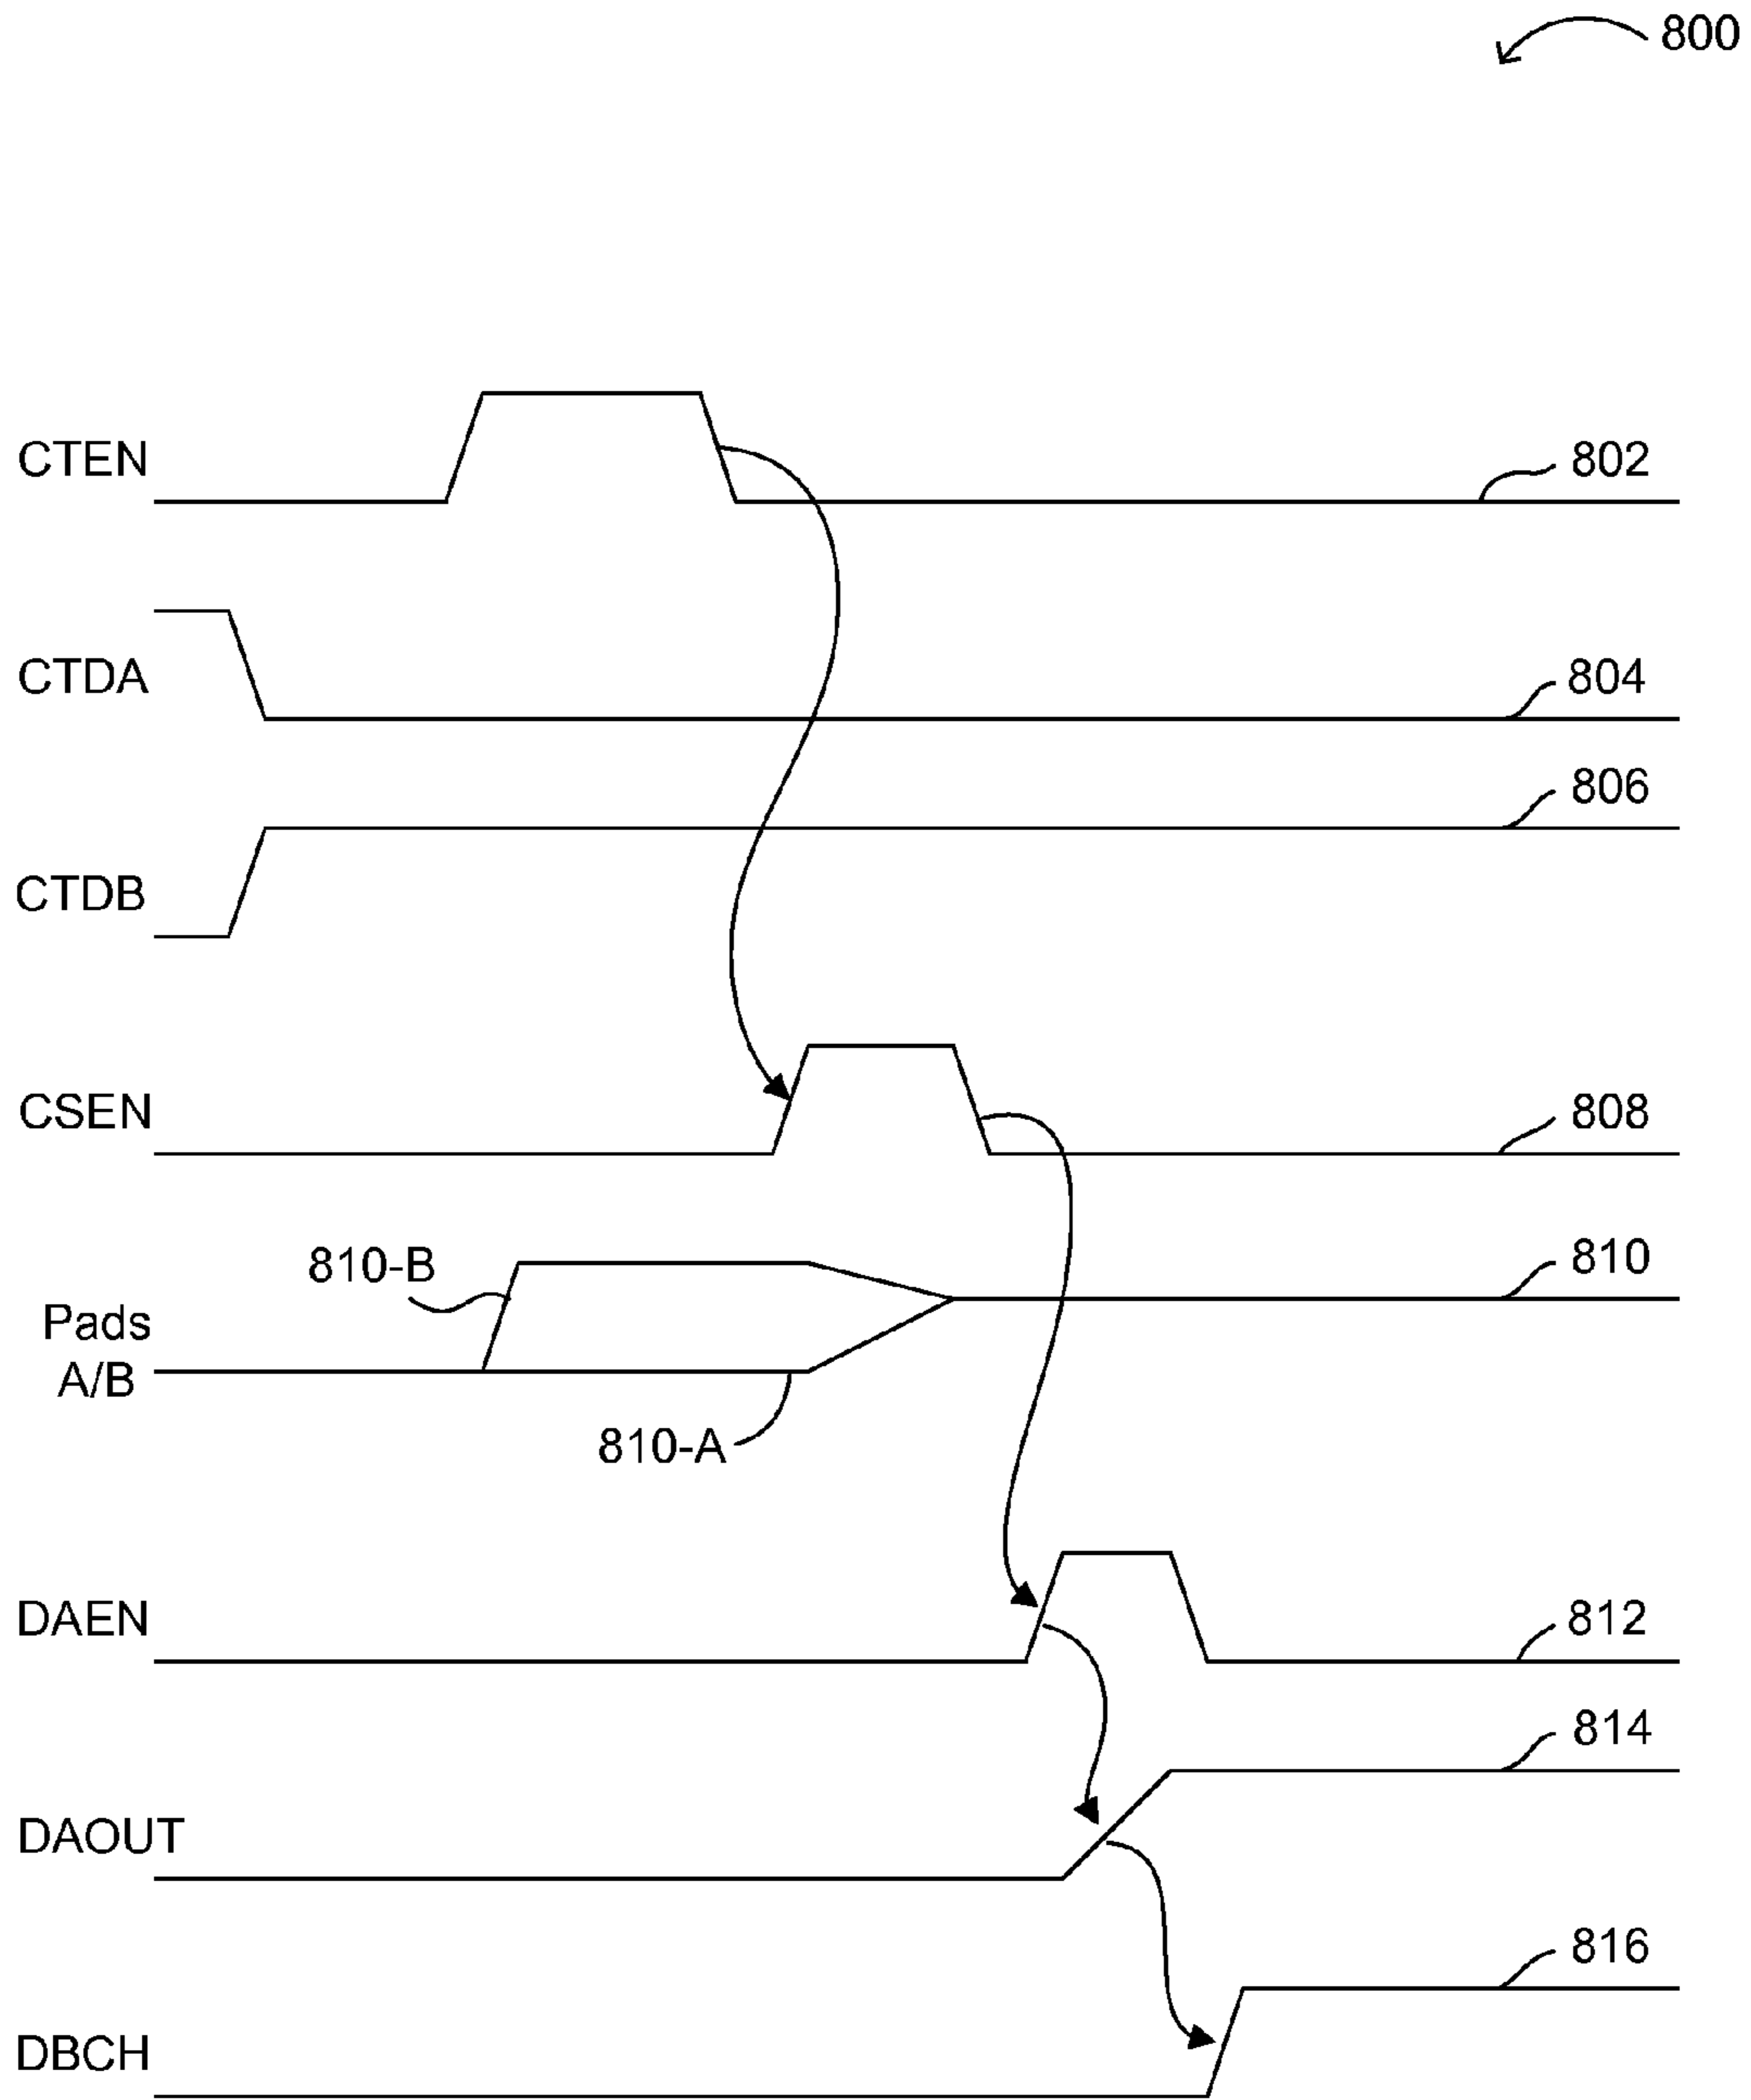 800
CTEN
802
CTDA
804
806
CTDB
CSEN
808
810-B
810
Pads
A/B
810-A
DAEN
812
814
DAOUT
816
DBCH